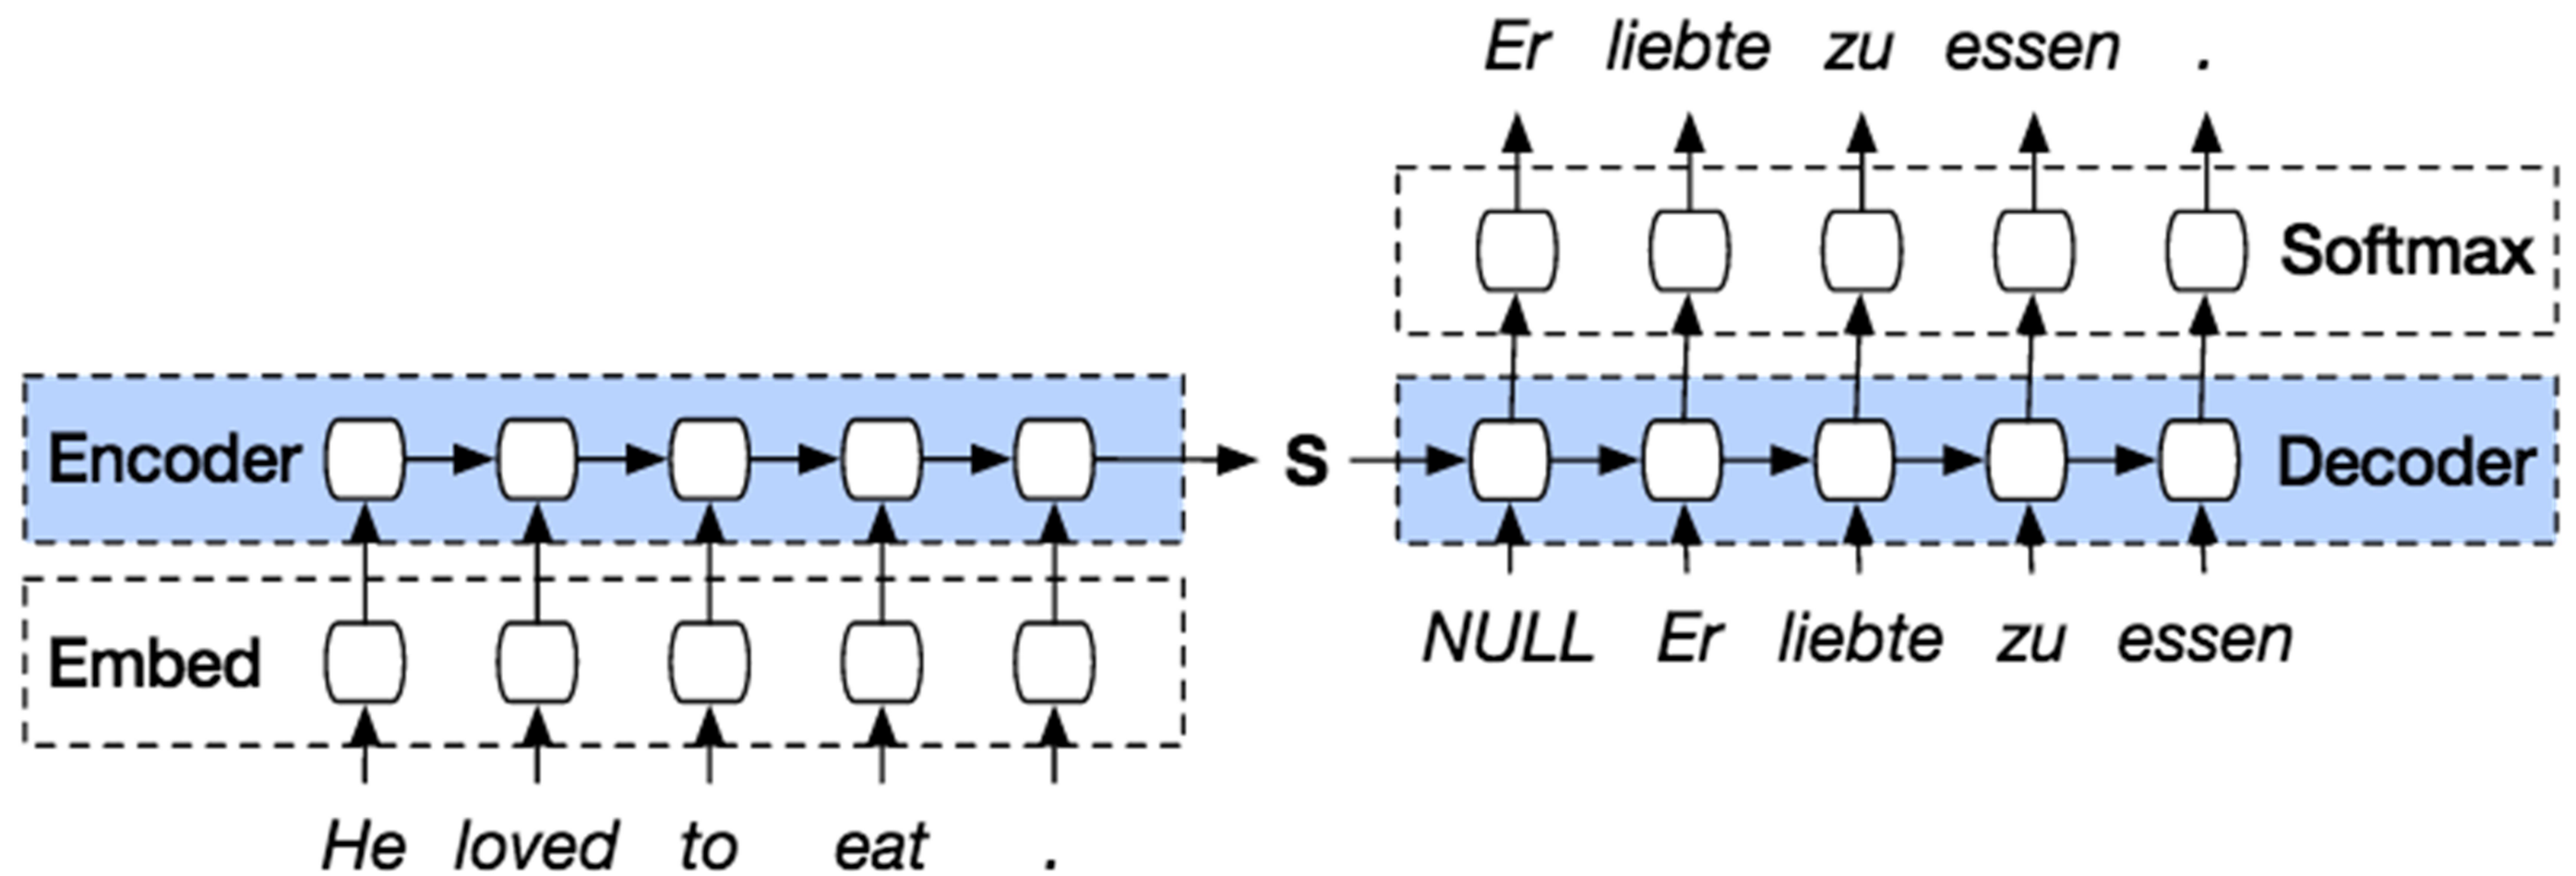 Er liebte zu essen .
Softmax
Encoder
S
Decoder
Embed
NULL Er liebte zu essen
He loved to eat .